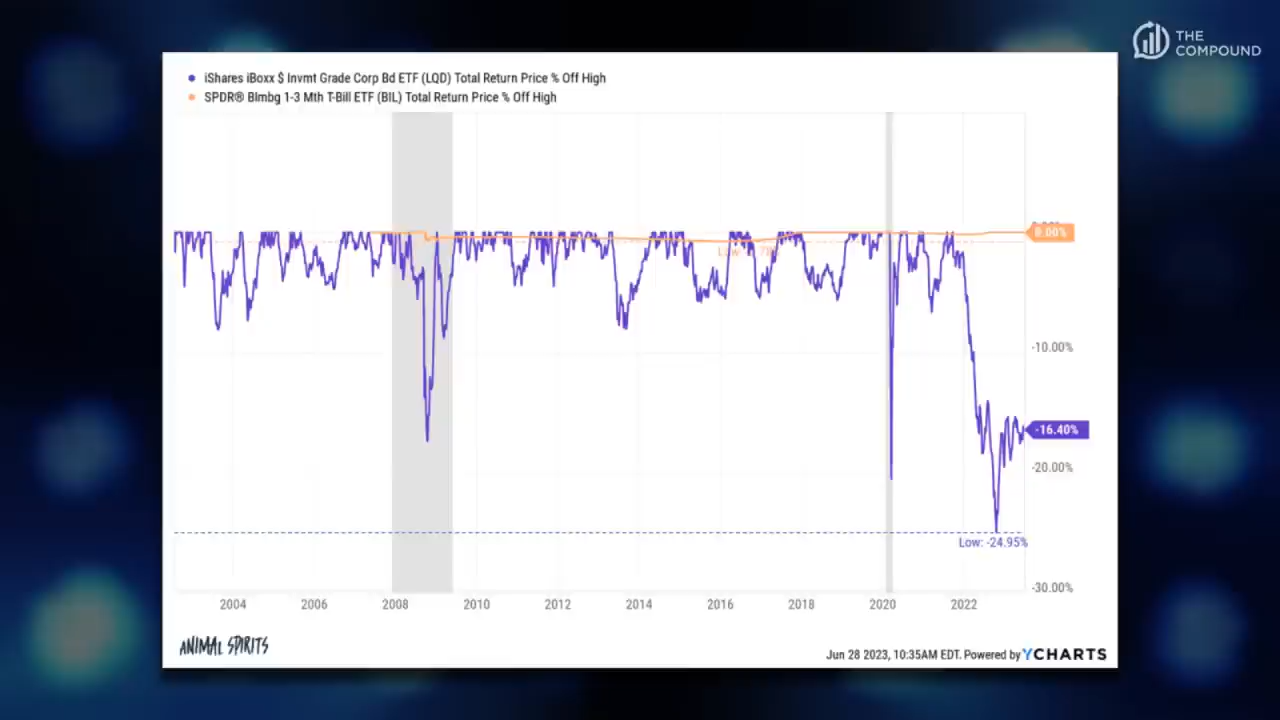 THE
COMPOUND
iShares iBoxx $ Invmt Grade Corp Bd ETF (LQD) Total Return Price % Off High
SPDR® Blmbg 1-3 Mth T-Bill ETF (BIL) Total Return Price % Off High
0.00%
Low:
-10.00%
-16.40%
-20.00%
Low: -24.95%
-30.00%
2004 2006 2008 2010 2012 2014 2016 2018 2020 2022
ANIMAL SPIRITS
Jun 28 2023, 10:35AM EDT. Powered by YCHARTS